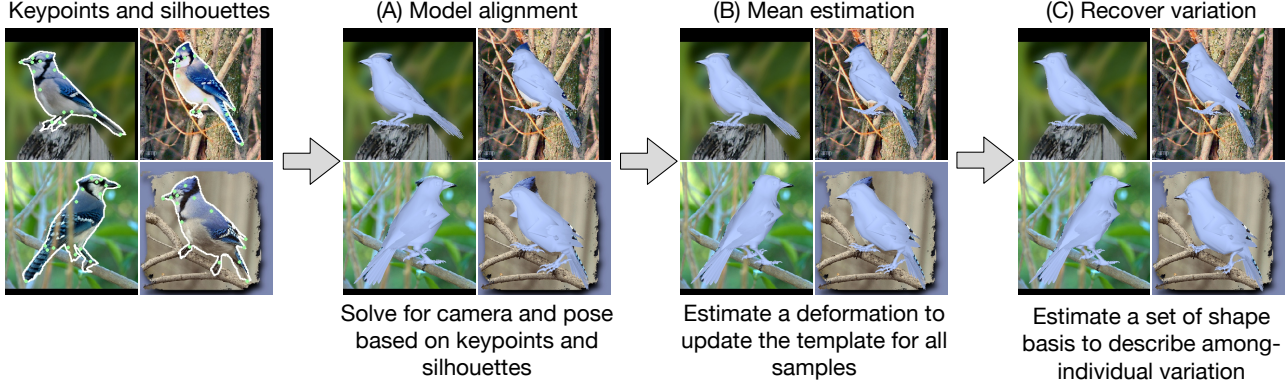 Keypoints and silhouettes
(A) Model alignment
(B) Mean estimation
(C) Recover variation
Solve for camera and pose
based on keypoints and
silhouettes
Estimate a deformation to
update the template for all
samples
Estimate a set of shape
basis to describe among-
individual variation